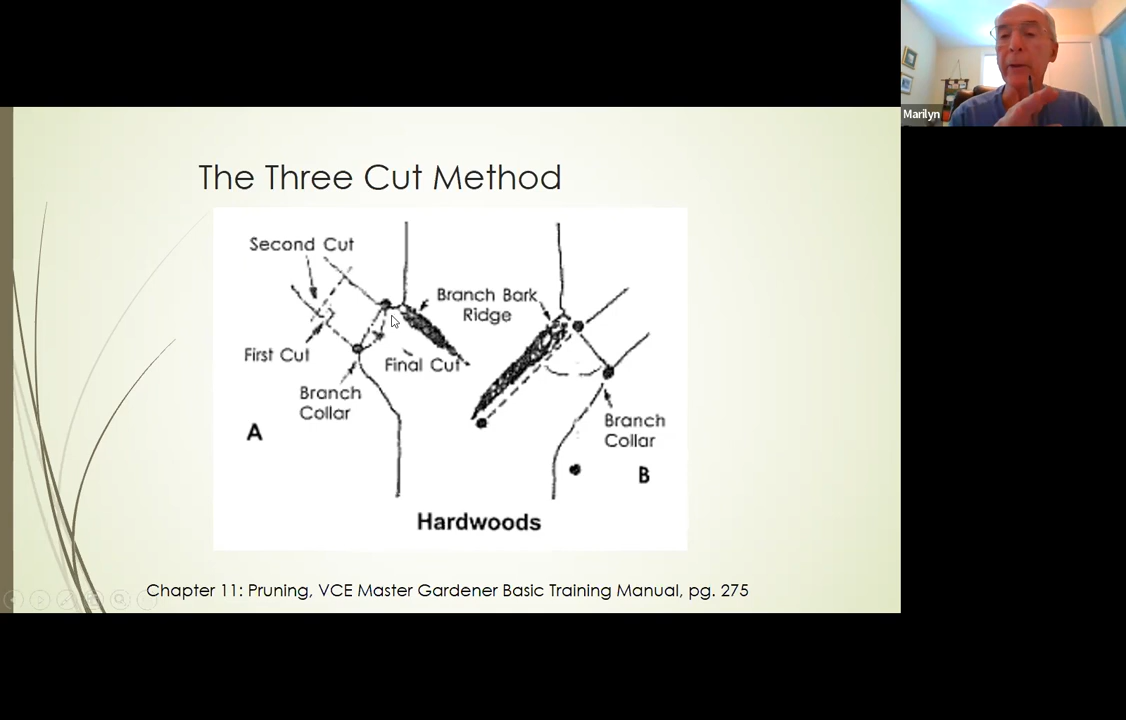 Marilyn
The Three Cut Method
Second Cut
Branch Bark
Ridge
First Cut
Final Cut
Branch
Collar
Branch
Collar
A
B
Hardwoods
Chapter 11: Pruning, VCE Master Gardener Basic Training Manual, pg. 275